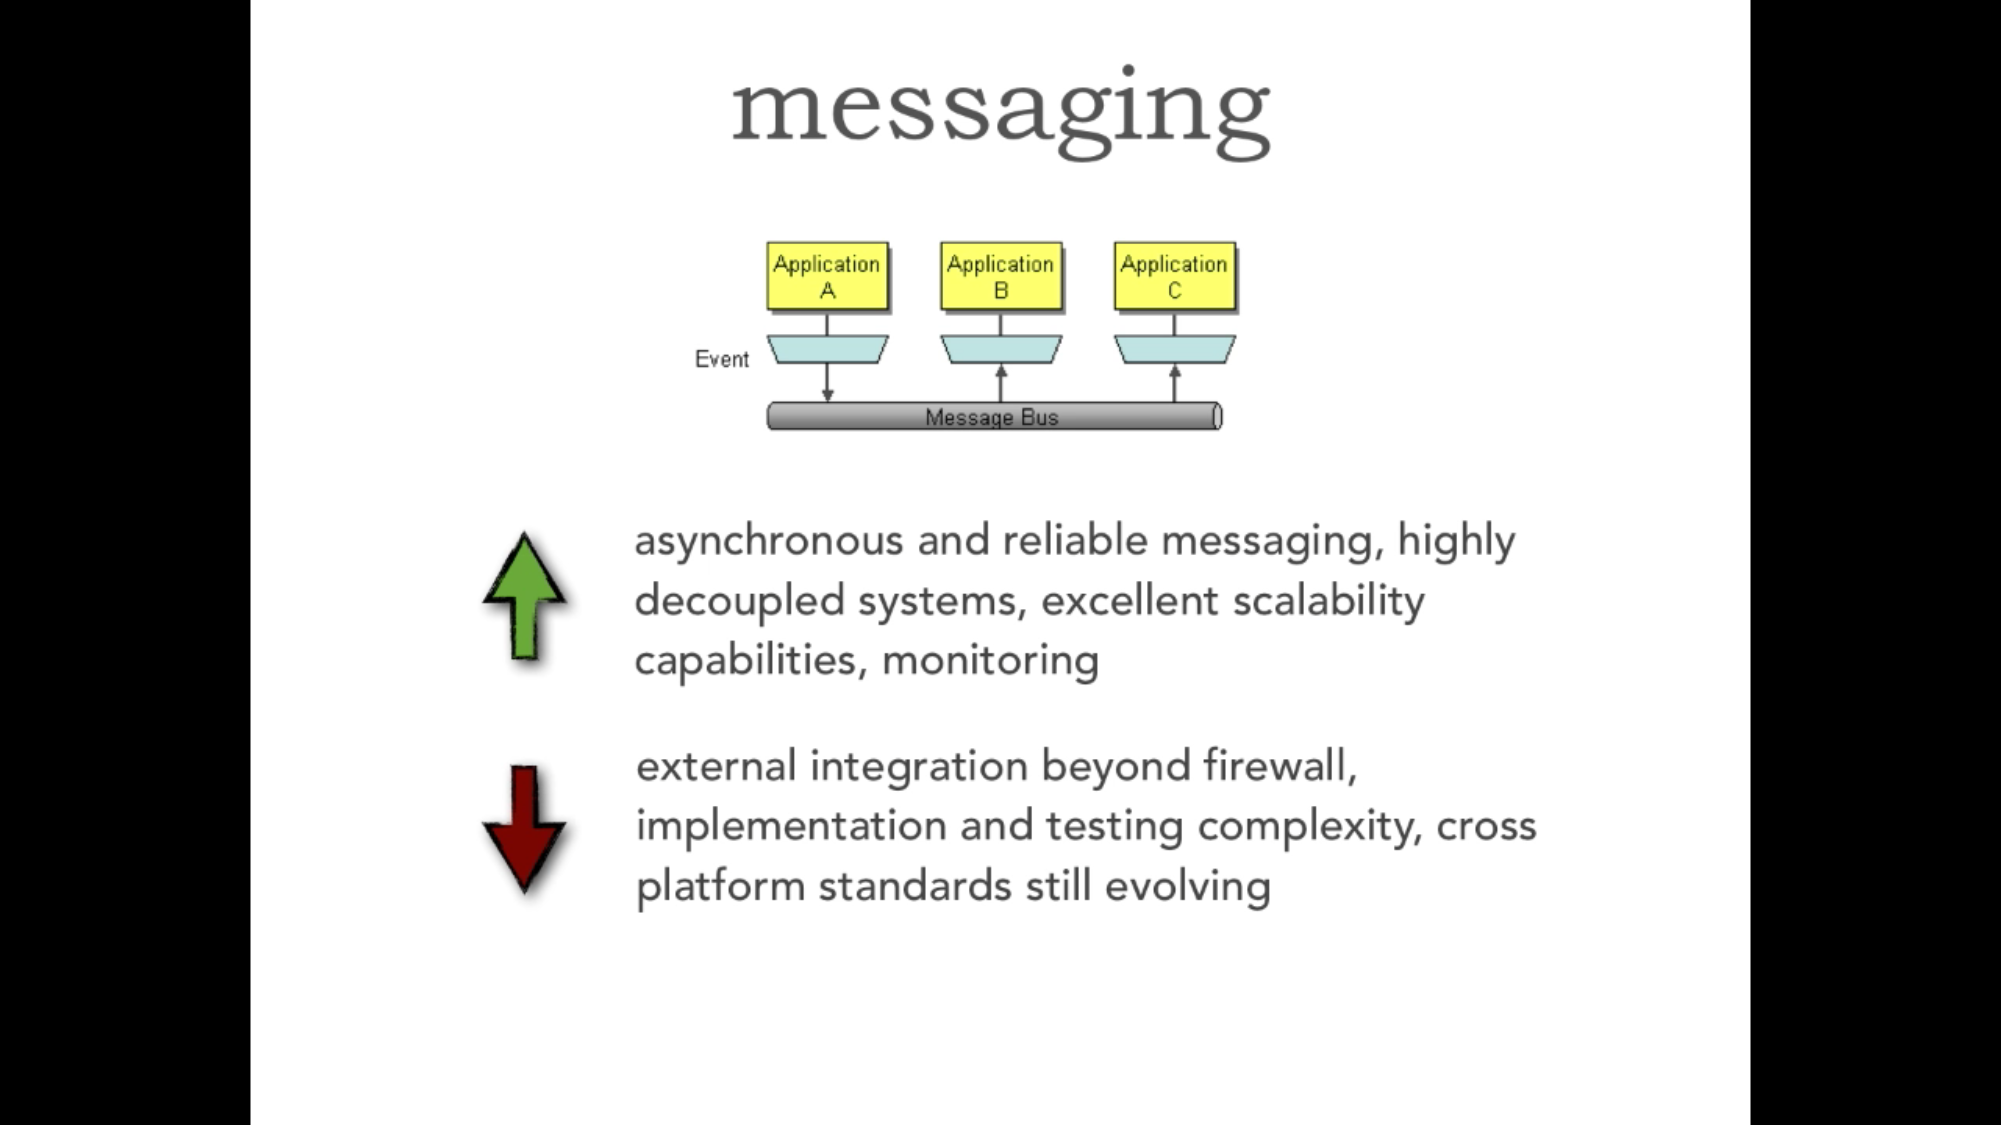 messaging
Application
A
Application
B
Application
C
Event
Message Bus
asynchronous and reliable messaging, highly
decoupled systems, excellent scalability
capabilities, monitoring
external integration beyond firewall,
implementation and testing complexity, cross
platform standards still evolving